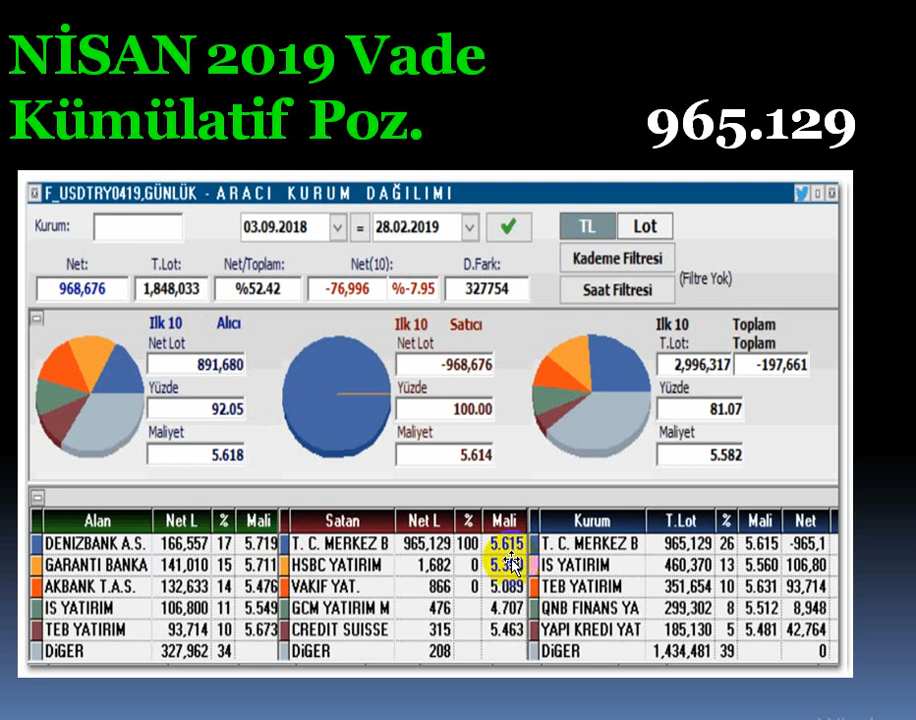 NİSAN 2019 Vade
Kümülatif Poz. 965.129
F_USDTRY0419,GÜNLÜK - ARACI KURUM DAĞILIMI
Kurum: 03.09.2018 = 28.02.2019 TL Lot
Kademe Filtresi
Net: T.Lot: Net/Toplam: Net(10): D.Fark: (Filtre Yok)
968,676 1,848,033 %52.42 -76,996 %-7.95 327754 Saat Filtresi
Ilk 10 Alıcı Ilk 10 Satıcı Ilk 10 Toplam
Net Lot Net Lot T.Lot: Toplam
891,680 -968,676 2,996,317 -197,661
Yüzde Yüzde Yüzde
92.05 100.00 81.07
Maliyet Maliyet Maliyet
5.618 5.614 5.582
Alan Net L % Mali Satan Net L % Mali Kurum T.Lot % Mali Net
DENIZBANK A.S. 166,557 17 5.719 T. C. MERKEZ B 965,129 100 5.615 T. C. MERKEZ B 965,129 26 5.615 -965,1
GARANTI BANKA 141,010 15 5.711 HSBC YATIRIM 1,682 0 IS YATIRIM 460,370 13 5.560 106,80
AKBANK T.A.S. 132,633 14 5.476 VAKIF YAT. 866 0 5.089 TEB YATIRIM 351,654 10 5.631 93,714
IS YATIRIM 106,800 11 5.549 GCM YATIRIM M 476 4.707 QNB FINANS YA 299,302 8 5.512 8,948
TEB YATIRIM 93,714 10 5.673 CREDIT SUISSE 315 5.463 YAPI KREDI YAT 185,130 5 5.481 42,764
DiGER 327,962 34 DiGER 208 DiGER 1,434,481 39 0